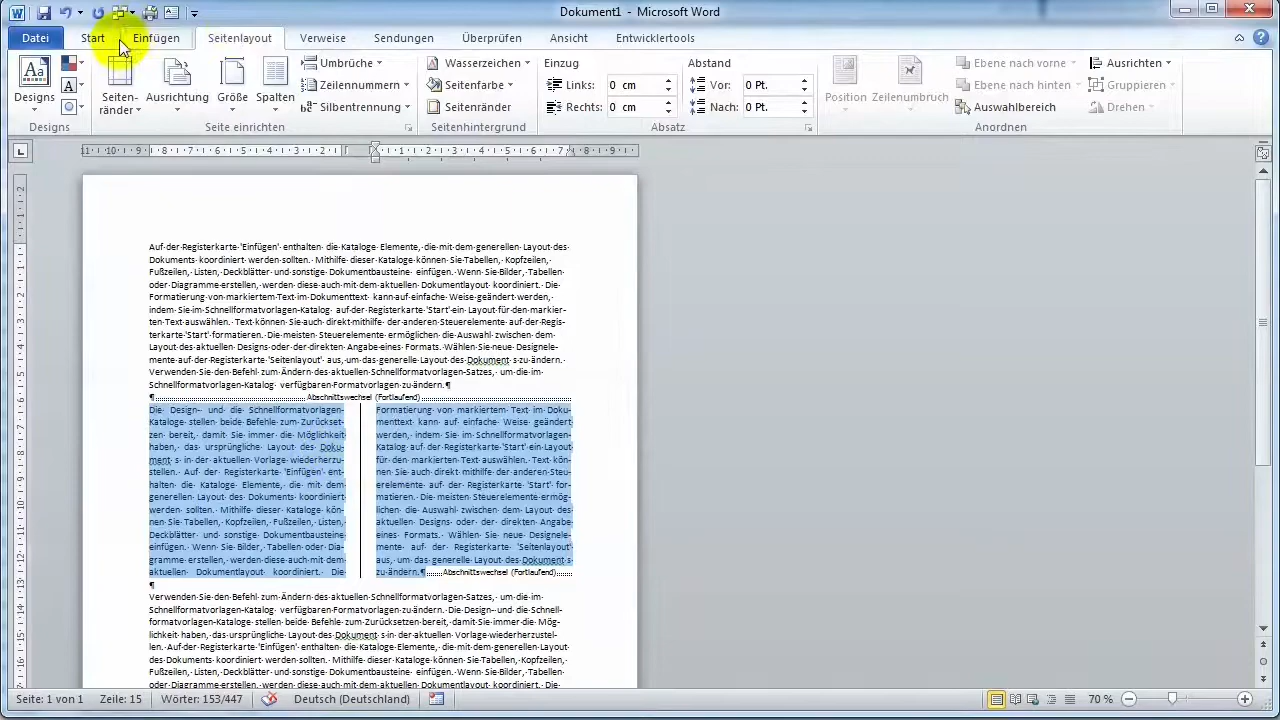 Dokument1 - Microsoft Word
Datei Start Einfügen Seitenlayout Verweise Sendungen Überprüfen Ansicht Entwicklertools
Umbrüche Wasserzeichen Einzug Abstand Ebene nach vorne Ausrichten
Zeilennummern Seitenfarbe Links: 0 cm Vor: 0 Pt. Ebene nach hinten Gruppieren
Designs Seiten-ränder Ausrichtung Größe Spalten Silbentrennung Seitenränder Rechts: 0 cm Nach: 0 Pt. Position Zeilenumbruch Auswahlbereich Drehen
Designs Seite einrichten Seitenhintergrund Absatz Anordnen
Auf der Registerkarte 'Einfügen' enthalten die Kataloge Elemente, die mit dem generellen Layout des
Dokuments koordiniert werden sollten. Mithilfe dieser Kataloge können Sie Tabellen, Kopfzeilen,
Fußzeilen, Listen, Deckblätter und sonstige Dokumentbausteine einfügen. Wenn Sie Bilder, Tabellen
oder Diagramme erstellen, werden diese auch mit dem aktuellen Dokumentlayout koordiniert. Die
Formatierung von markiertem Text im Dokumenttext kann auf einfache Weise geändert werden,
indem Sie im Schnellformatvorlagen-Katalog auf der Registerkarte 'Start' ein Layout für den markier-
ten Text auswählen. Text können Sie auch direkt mithilfe der anderen Steuerelemente auf der Regis-
terkarte 'Start' formatieren. Die meisten Steuerelemente ermöglichen die Auswahl zwischen dem
Layout des aktuellen Designs oder der direkten Angabe eines Formats. Wählen Sie neue Designele-
mente auf der Registerkarte 'Seitenlayout' aus, um das generelle Layout des Dokument s zu ändern.
Verwenden Sie den Befehl zum Ändern des aktuellen Schnellformatvorlagen-Satzes, um die im
Schnellformatvorlagen-Katalog verfügbaren Formatvorlagen zu ändern.¶
¶ Abschnittswechsel (Fortlaufend)
Die Design- und die Schnellformatvorlagen-
Kataloge stellen beide Befehle zum Zurückset-
zen bereit, damit Sie immer die Möglichkeit
haben, das ursprüngliche Layout des Doku-
ment s in der aktuellen Vorlage wiederherzu-
stellen. Auf der Registerkarte 'Einfügen' ent-
halten die Kataloge Elemente, die mit dem
generellen Layout des Dokuments koordiniert
werden sollten. Mithilfe dieser Kataloge kön-
nen Sie Tabellen, Kopfzeilen, Fußzeilen, Listen,
Deckblätter und sonstige Dokumentbausteine
einfügen. Wenn Sie Bilder, Tabellen oder Dia-
gramme erstellen, werden diese auch mit dem
aktuellen Dokumentlayout koordiniert. Die
Formatierung von markiertem Text im Doku-
menttext kann auf einfache Weise geändert
werden, indem Sie im Schnellformatvorlagen-
Katalog auf der Registerkarte 'Start' ein Layout
für den markierten Text auswählen. Text kön-
nen Sie auch direkt mithilfe der anderen Steu-
erelemente auf der Registerkarte 'Start' for-
matieren. Die meisten Steuerelemente ermög-
lichen die Auswahl zwischen dem Layout des
aktuellen Designs oder der direkten Angabe
eines Formats. Wählen Sie neue Designele-
mente auf der Registerkarte 'Seitenlayout'
aus, um das generelle Layout des Dokument s
zu ändern.¶ Abschnittswechsel (Fortlaufend)
¶
Verwenden Sie den Befehl zum Ändern des aktuellen Schnellformatvorlagen-Satzes, um die im
Schnellformatvorlagen-Katalog verfügbaren Formatvorlagen zu ändern. Die Design- und die Schnell-
formatvorlagen-Kataloge stellen beide Befehle zum Zurücksetzen bereit, damit Sie immer die Mög-
lichkeit haben, das ursprüngliche Layout des Dokument s in der aktuellen Vorlage wiederherzustel-
len. Auf der Registerkarte 'Einfügen' enthalten die Kataloge Elemente, die mit dem generellen Layout
des Dokuments koordiniert werden sollten. Mithilfe dieser Kataloge können Sie Tabellen, Kopfzeilen,
Fußzeilen, Listen, Deckblätter und sonstige Dokumentbausteine einfügen. Wenn Sie Bilder, Tabellen
oder Diagramme erstellen, werden diese auch mit dem aktuellen Dokumentlayout koordiniert. Die
Seite: 1 von 1 Zeile: 15 Wörter: 153/447 Deutsch (Deutschland) 70 %